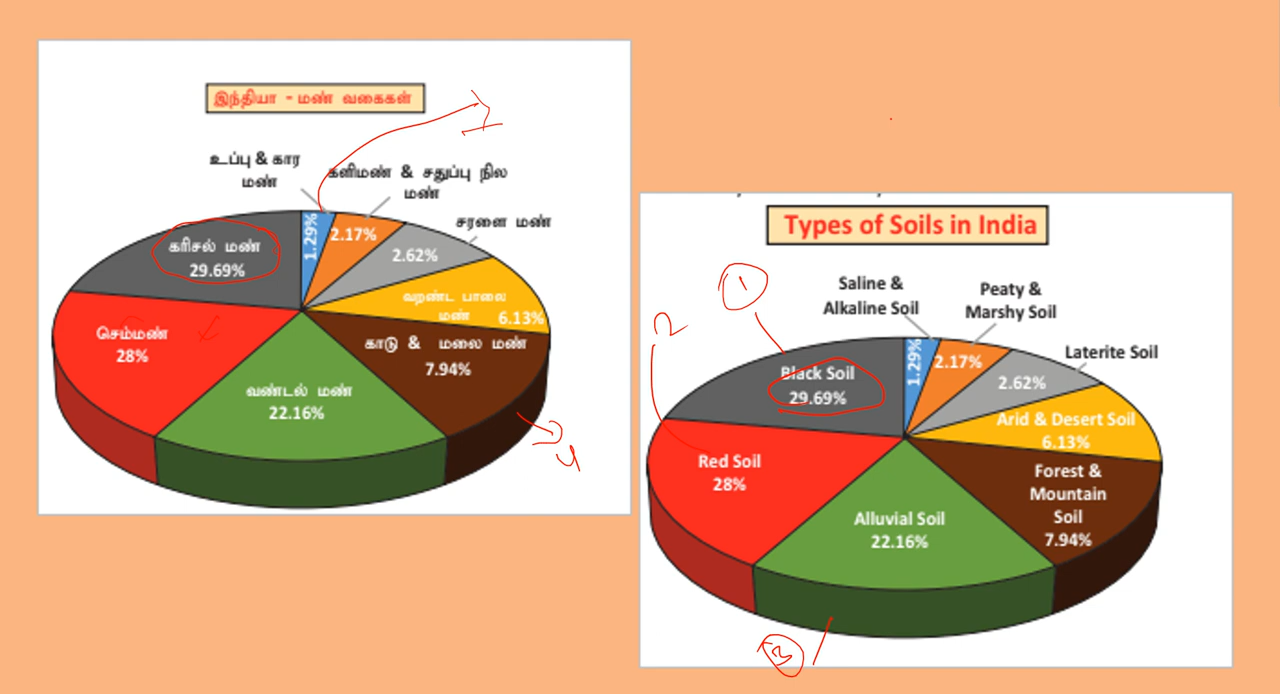 இந்தியா - மண் வகைகள்
உப்பு & கார
மண்
களிமண் & சதுப்பு நில
மண்
சரளை மண்
கரிசல் மண்
29.69%
1.29%
2.17%
2.62%
வறண்ட பாலை
மண் 6.13%
செம்மண்
28%
காடு & மலை மண்
7.94%
வண்டல் மண்
22.16%
4
Types of Soils in India
1
2
Saline &
Alkaline Soil
Peaty &
Marshy Soil
Laterite Soil
Black Soil
29.69%
1.29%
2.17%
2.62%
Arid & Desert Soil
6.13%
Red Soil
28%
Forest &
Mountain
Soil
7.94%
Alluvial Soil
22.16%
3